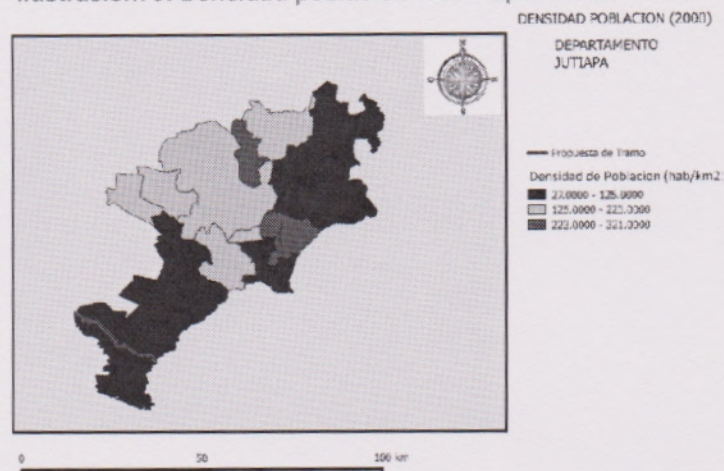 DENSIDAD POBLACION (2000)
DEPARTAMENTO
JUTIAPA
Propuesta de Tramo
Densidad de Poblacion (hab/km2
27.0000 - 125.0000
125.0000 - 223.0000
223.0000 - 321.0000
0 50 100 km